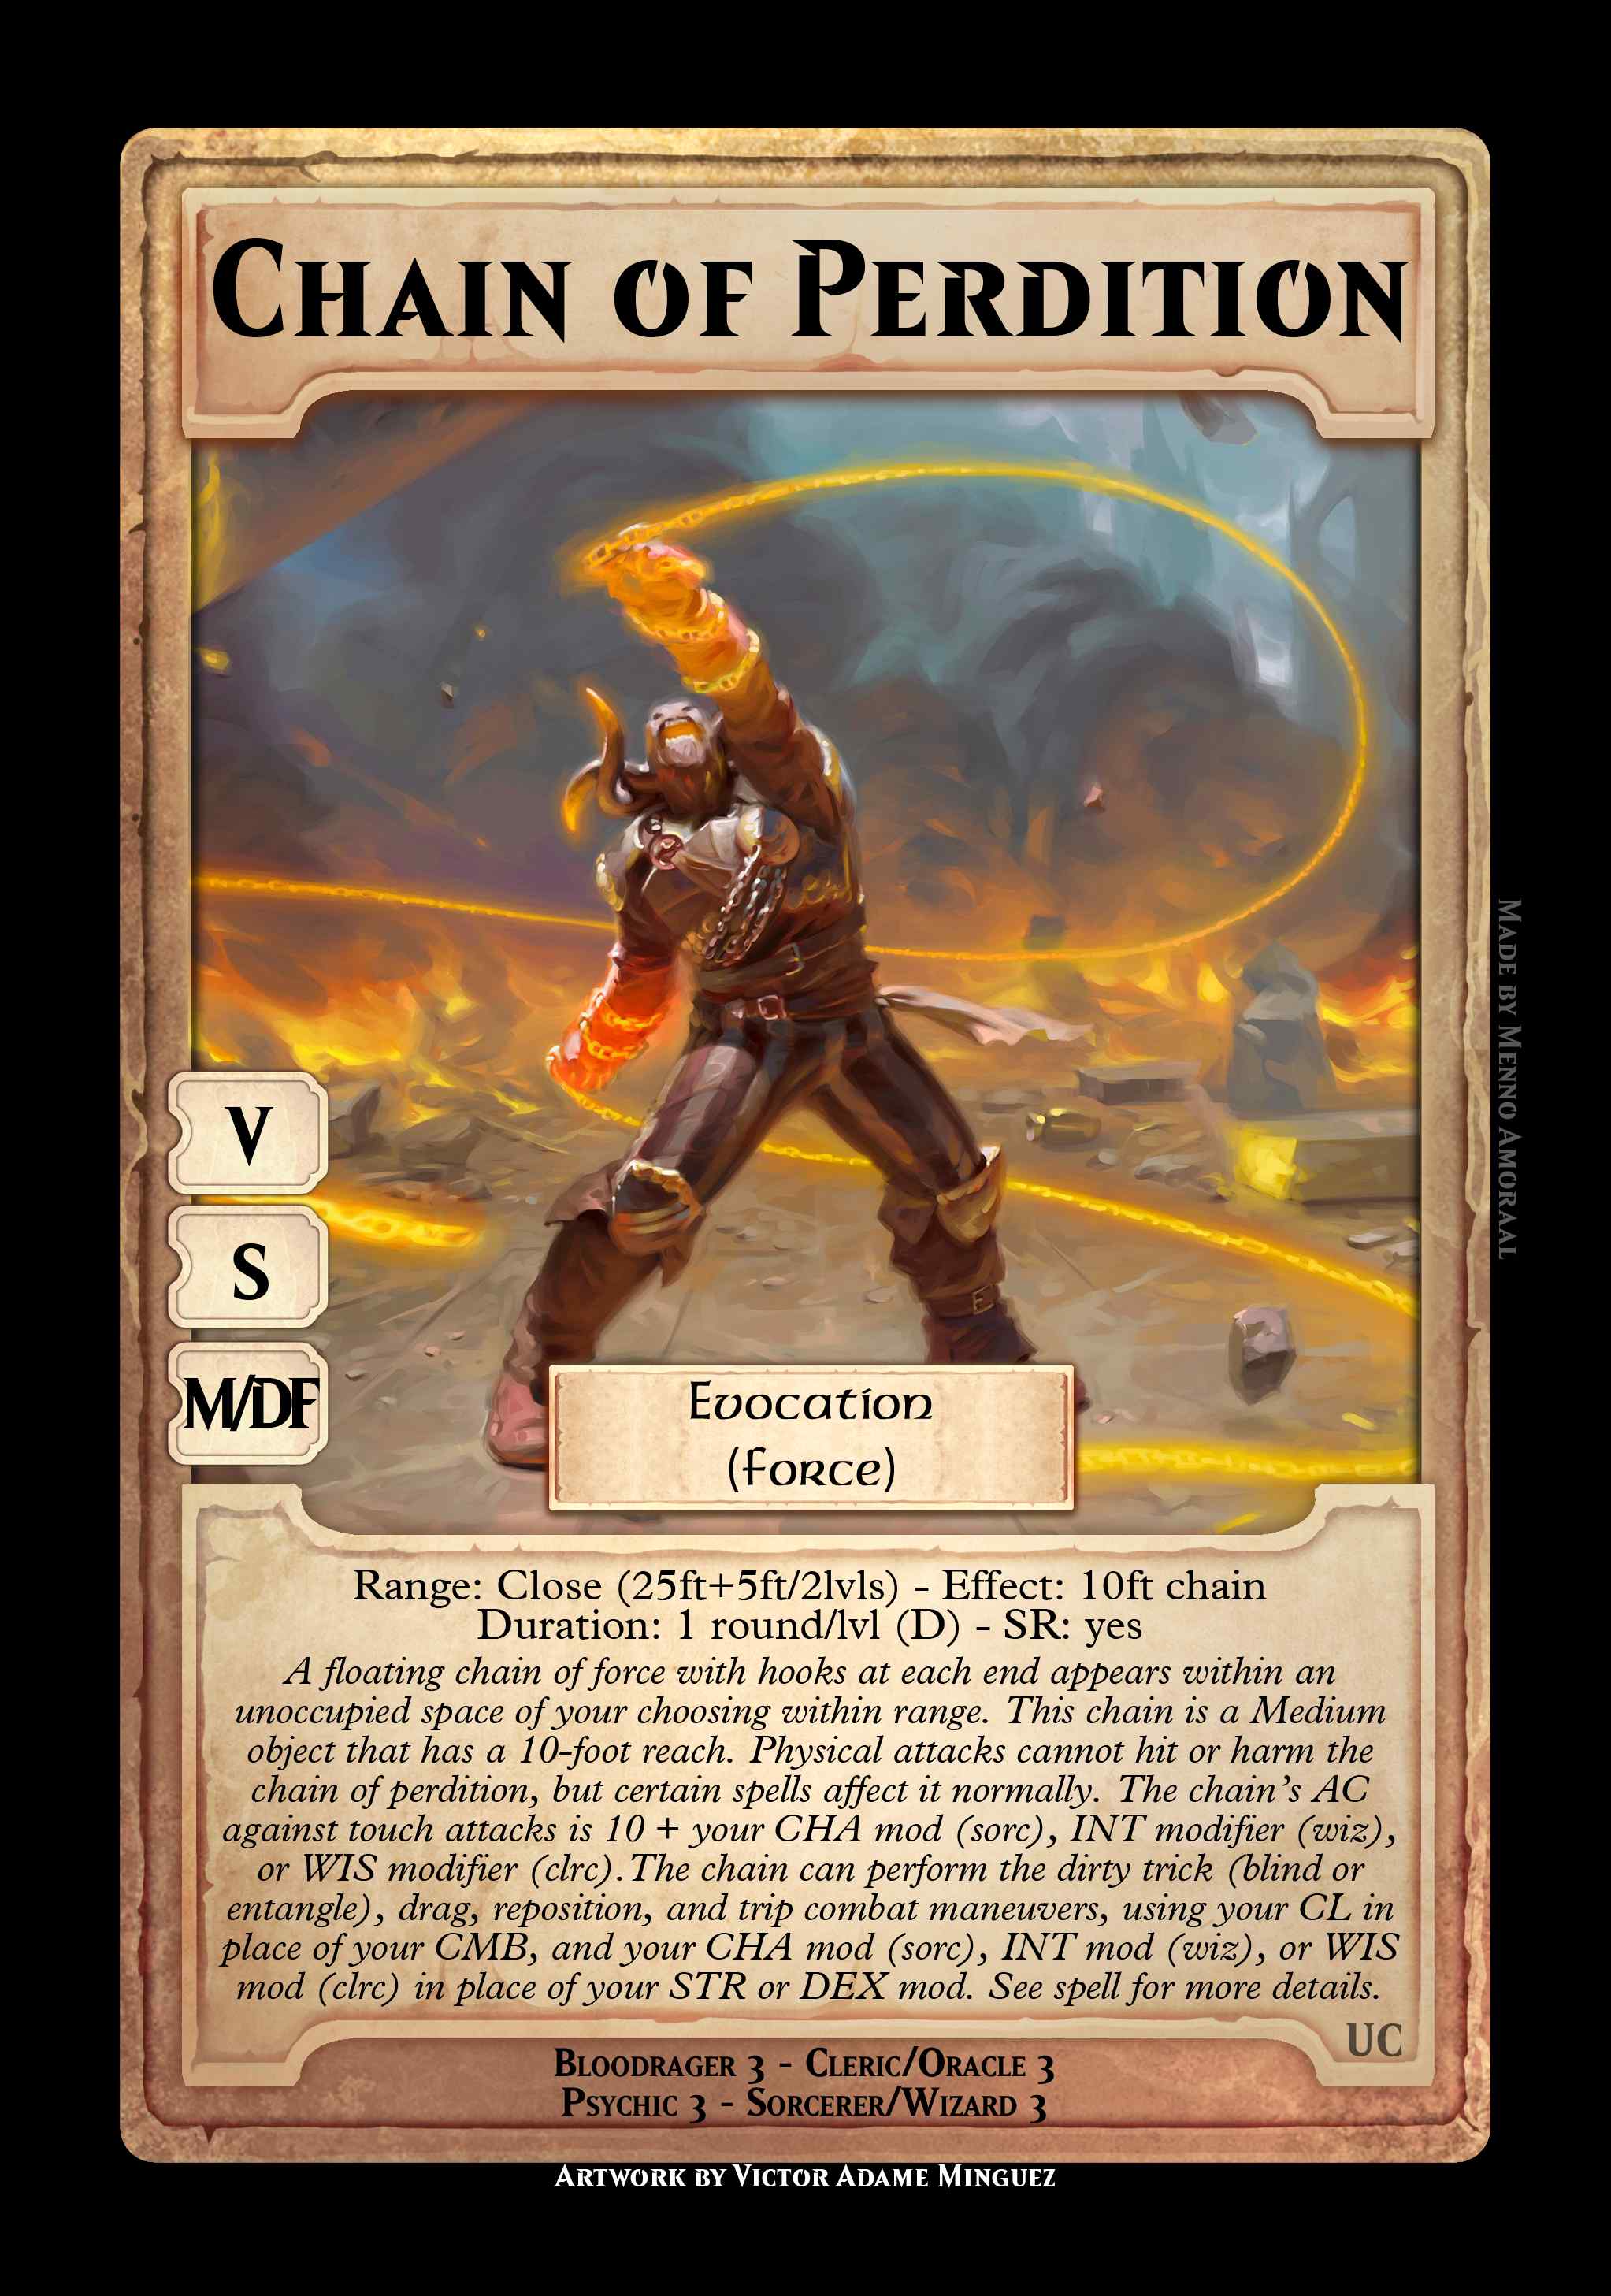 Chain of Perdition
V
S
M/DF
Evocation
(Force)
Range: Close (25ft+5ft/2lvls) - Effect: 10ft chain
Duration: 1 round/lvl (D) - SR: yes
A floating chain of force with hooks at each end appears within an
unoccupied space of your choosing within range. This chain is a Medium
object that has a 10-foot reach. Physical attacks cannot hit or harm the
chain of perdition, but certain spells affect it normally. The chain's AC
against touch attacks is 10 + your CHA mod (sorc), INT modifier (wiz),
or WIS modifier (clrc).The chain can perform the dirty trick (blind or
entangle), drag, reposition, and trip combat maneuvers, using your CL in
place of your CMB, and your CHA mod (sorc), INT mod (wiz), or WIS
mod (clrc) in place of your STR or DEX mod. See spell for more details.
UC
Bloodrager 3 - Cleric/Oracle 3
Psychic 3 - Sorcerer/Wizard 3
Artwork by Victor Adame Minguez
Made by Menno Amoraal